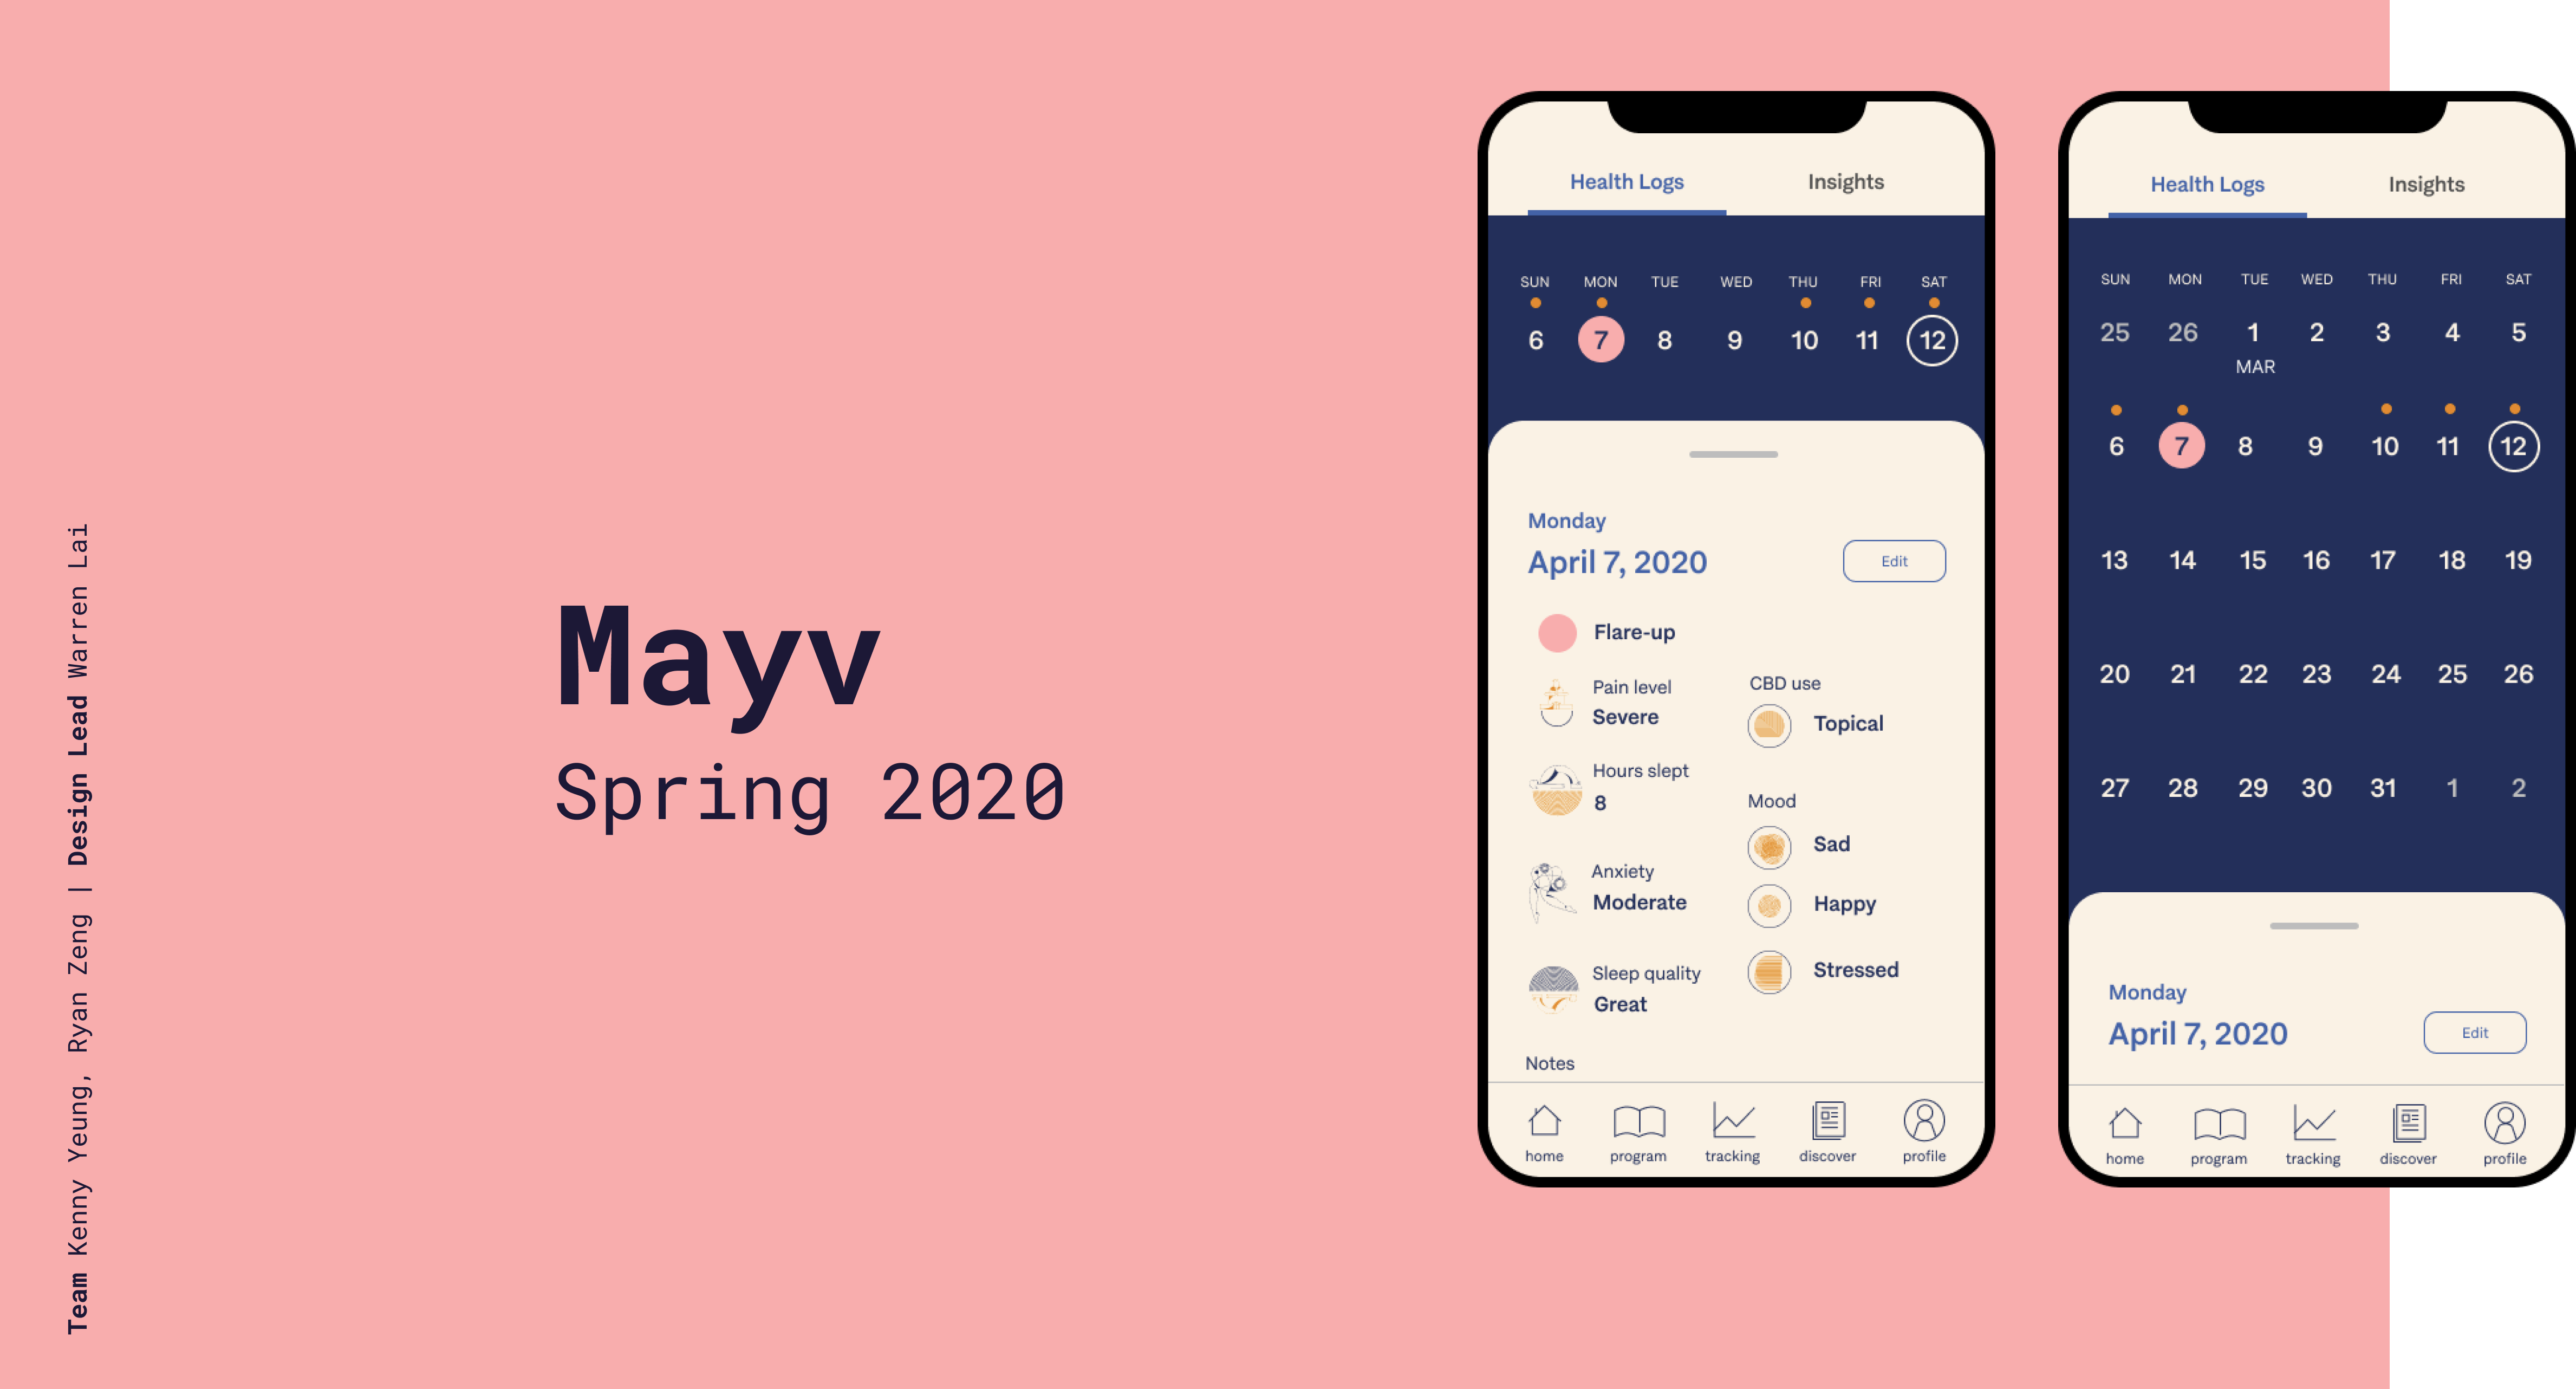 Team Kenny Yeung, Ryan Zeng | Design Lead Warren Lai
Mayv
Spring 2020
Health Logs Insights
SUN MON TUE WED THU FRI SAT
6 7 8 9 10 11 12
Monday
April 7, 2020
Edit
Flare-up
Pain level
Severe
Hours slept
8
Anxiety
Moderate
Sleep quality
Great
CBD use
Topical
Mood
Sad
Happy
Stressed
Notes
home program tracking discover profile
Health Logs Insights
SUN MON TUE WED THU FRI SAT
25 26 1 2 3 4 5
MAR
6 7 8 9 10 11 12
13 14 15 16 17 18 19
20 21 22 23 24 25 26
27 28 29 30 31 1 2
Monday
April 7, 2020
Edit
home program tracking discover profile